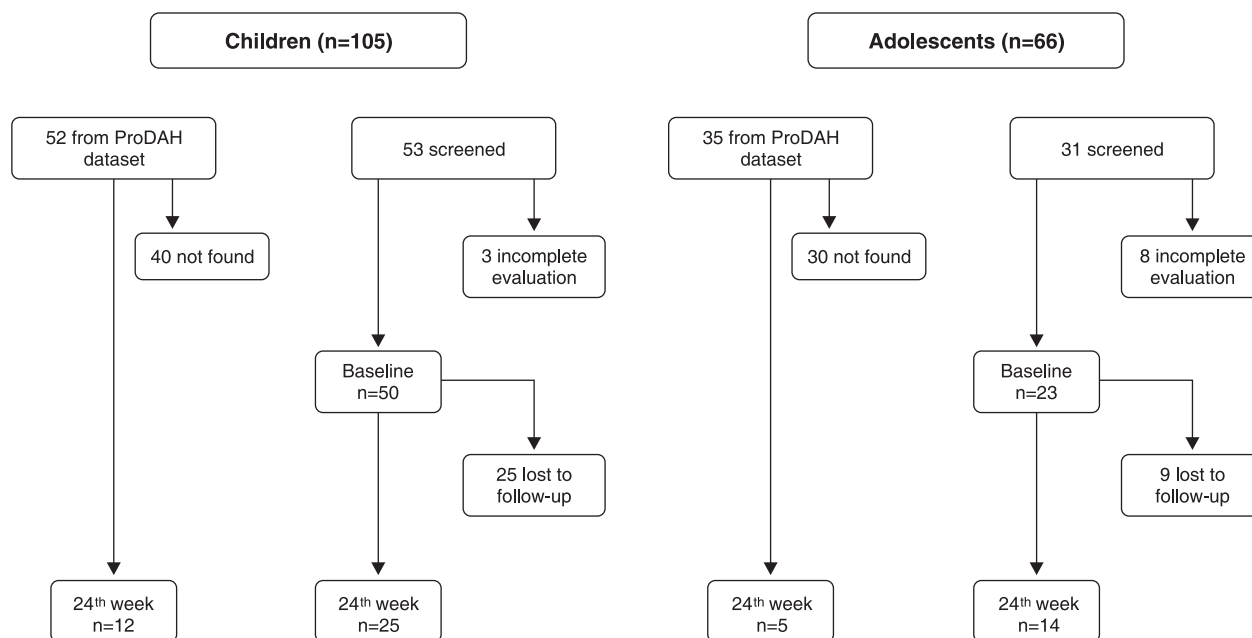 Children (n=105)
Adolescents (n=66)
52 from ProDAH
dataset
53 screened
35 from ProDAH
dataset
31 screened
40 not found
3 incomplete
evaluation
30 not found
8 incomplete
evaluation
Baseline
n=50
Baseline
n=23
25 lost to
follow-up
9 lost to
follow-up
24th week
n=12
24th week
n=25
24th week
n=5
24th week
n=14